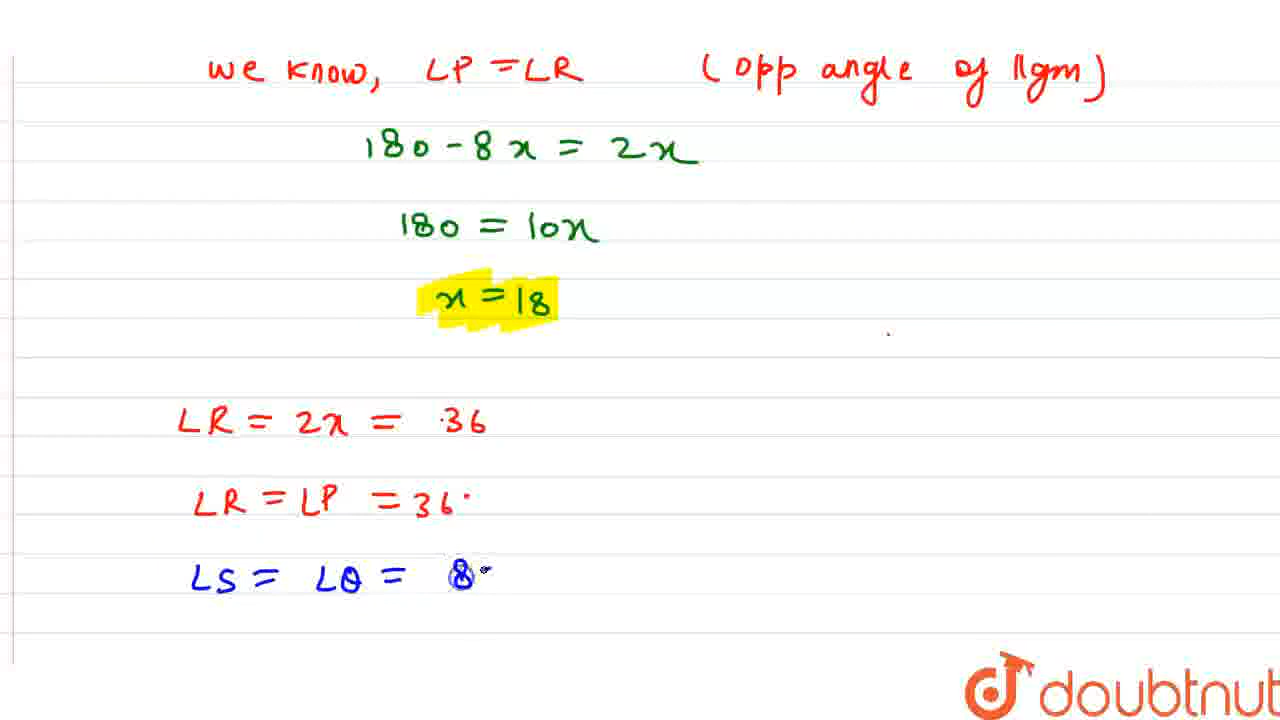 we know, ∠P = ∠R (opp angle of ||gm)
180 - 8x = 2x
180 = 10x
x = 18
∠R = 2x = 36
∠R = ∠P = 36
∠S = ∠Q = 8
doubtnut